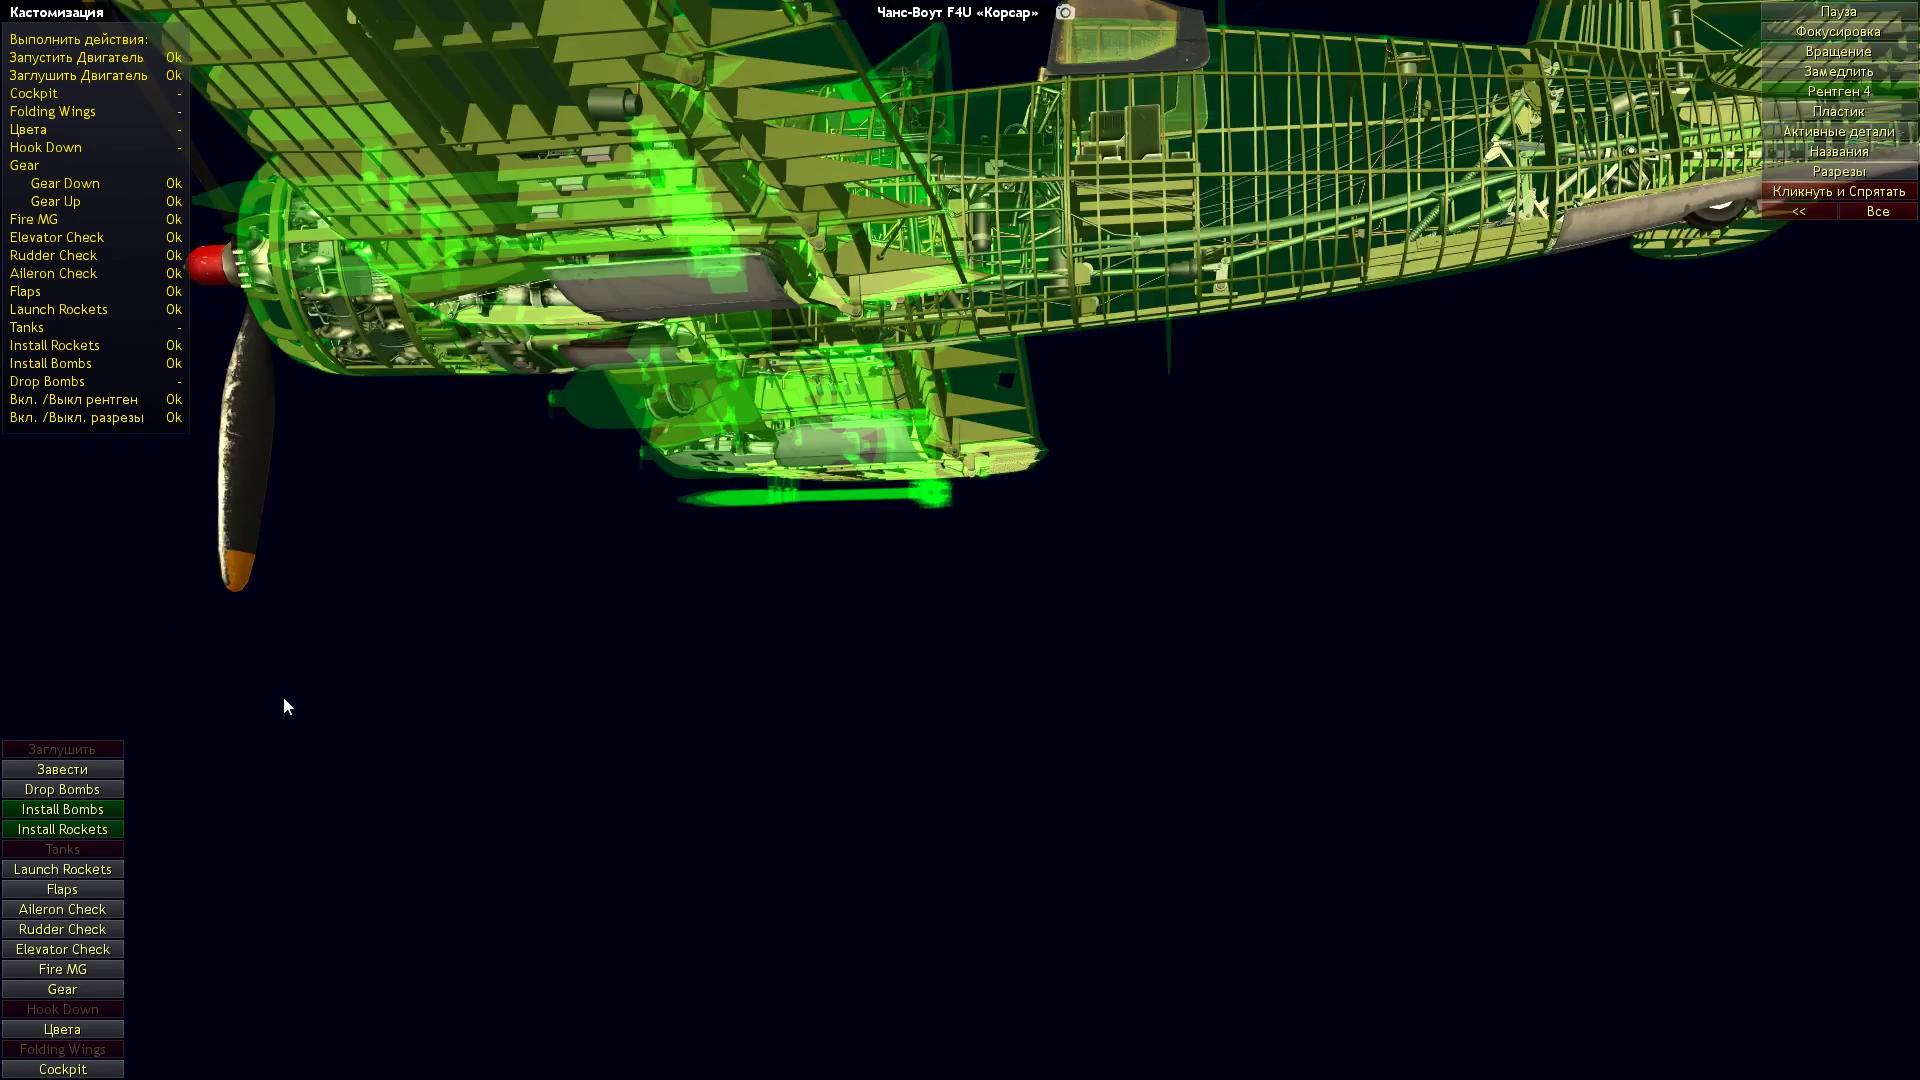 Кастомизация
Выполнить действия:
Запустить Двигатель Ok
Заглушить Двигатель Ok
Cockpit -
Folding Wings -
Цвета -
Hook Down -
Gear
Gear Down Ok
Gear Up Ok
Fire MG Ok
Elevator Check Ok
Rudder Check Ok
Aileron Check Ok
Flaps Ok
Launch Rockets Ok
Tanks -
Install Rockets Ok
Install Bombs Ok
Drop Bombs -
Вкл. /Выкл рентген Ok
Вкл. /Выкл. разрезы Ok
Чанс-Воут F4U «Корсар»
Пауза
Фокусировка
Вращение
Замедлить
Рентген 4
Пластик
Активные детали
Названия
Разрезы
Кликнуть и Спрятать
<< Все
Заглушить
Завести
Drop Bombs
Install Bombs
Install Rockets
Tanks
Launch Rockets
Flaps
Aileron Check
Rudder Check
Elevator Check
Fire MG
Gear
Hook Down
Цвета
Folding Wings
Cockpit